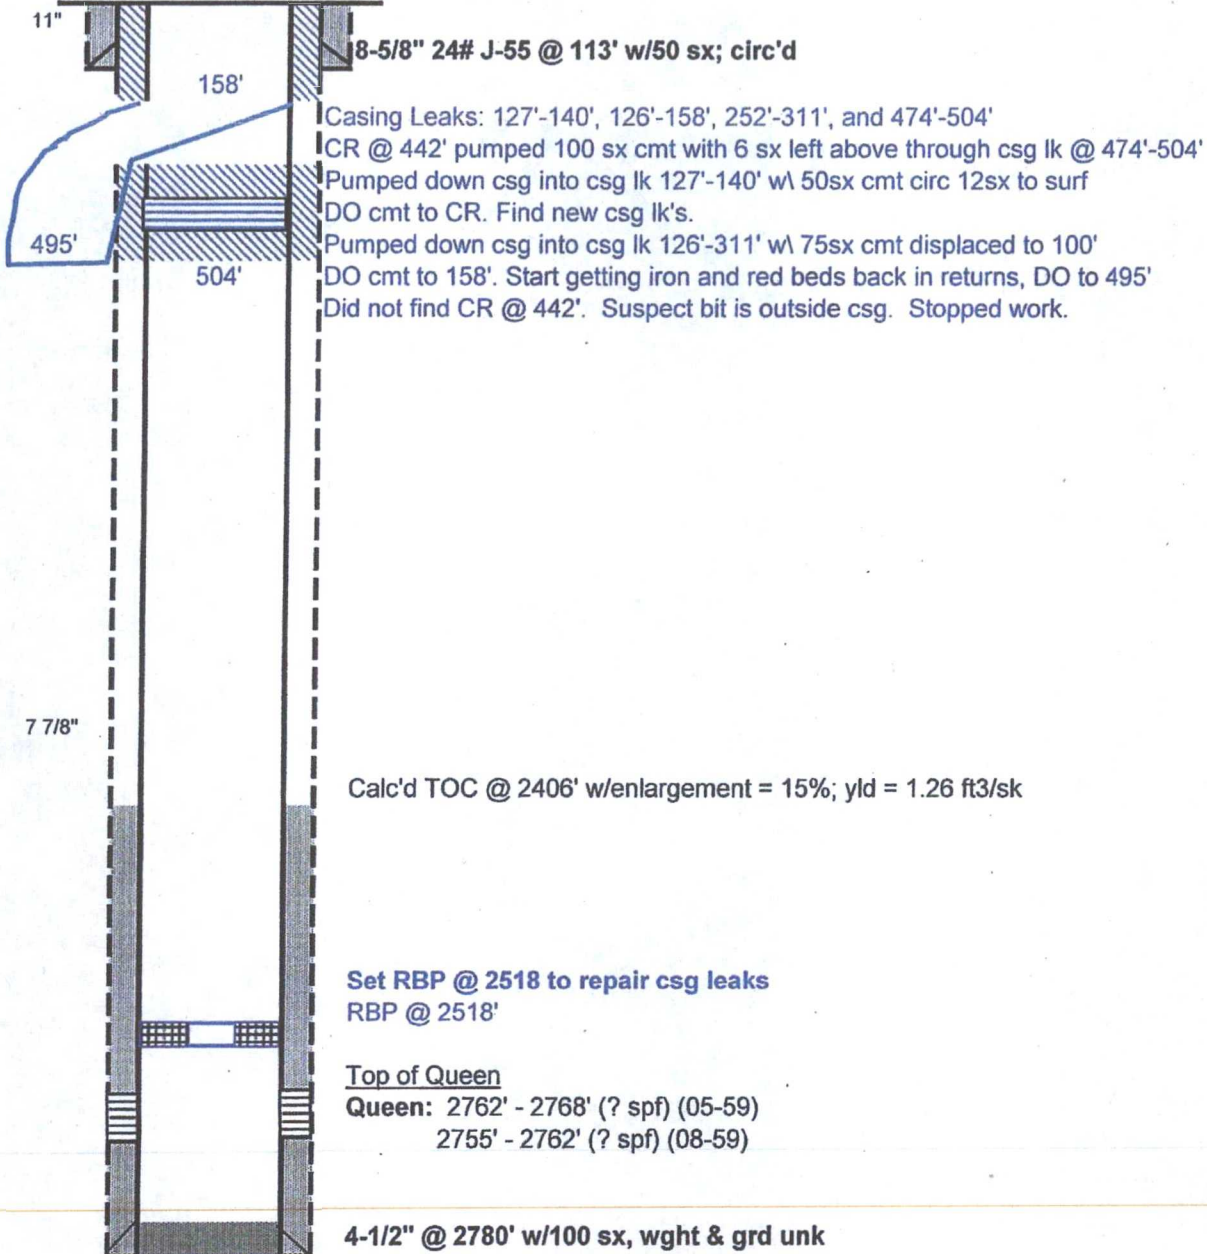 11"
8-5/8" 24# J-55 @ 113' w/50 sx; circ'd
158'
Casing Leaks: 127'-140', 126'-158', 252'-311', and 474'-504'
CR @ 442' pumped 100 sx cmt with 6 sx left above through csg lk @ 474'-504'
Pumped down csg into csg lk 127'-140' w\ 50sx cmt circ 12sx to surf
DO cmt to CR. Find new csg lk's.
495'
Pumped down csg into csg lk 126'-311' w\ 75sx cmt displaced to 100'
504'
DO cmt to 158'. Start getting iron and red beds back in returns, DO to 495'
Did not find CR @ 442'. Suspect bit is outside csg. Stopped work.
7 7/8"
Calc'd TOC @ 2406' w/enlargement = 15%; yld = 1.26 ft3/sk
Set RBP @ 2518 to repair csg leaks
RBP @ 2518'
Top of Queen
Queen: 2762' - 2768' (? spf) (05-59)
2755' - 2762' (? spf) (08-59)
4-1/2" @ 2780' w/100 sx, wght & grd unk